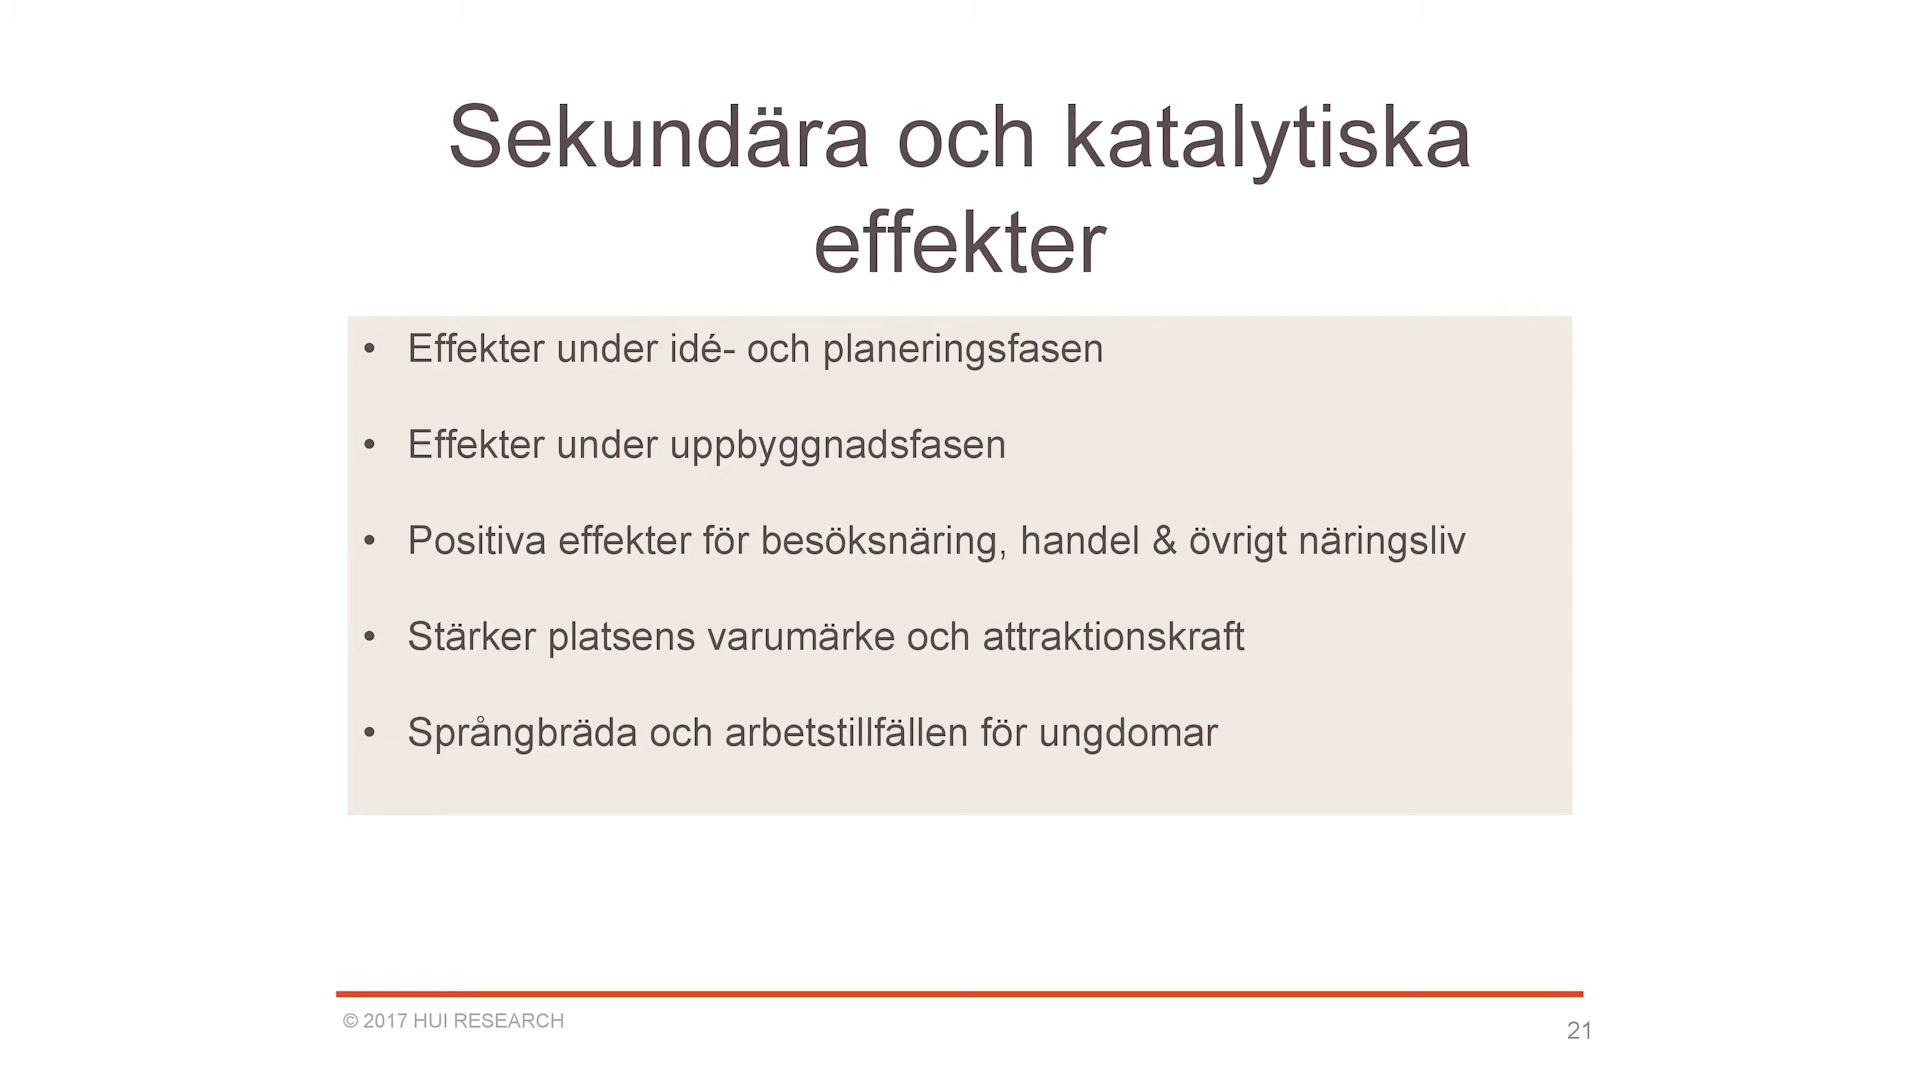 Sekundära och katalytiska
effekter
• Effekter under idé- och planeringsfasen
• Effekter under uppbyggnadsfasen
• Positiva effekter för besöksnäring, handel & övrigt näringsliv
• Stärker platsens varumärke och attraktionskraft
• Språngbräda och arbetstillfällen för ungdomar
© 2017 HUI RESEARCH
21